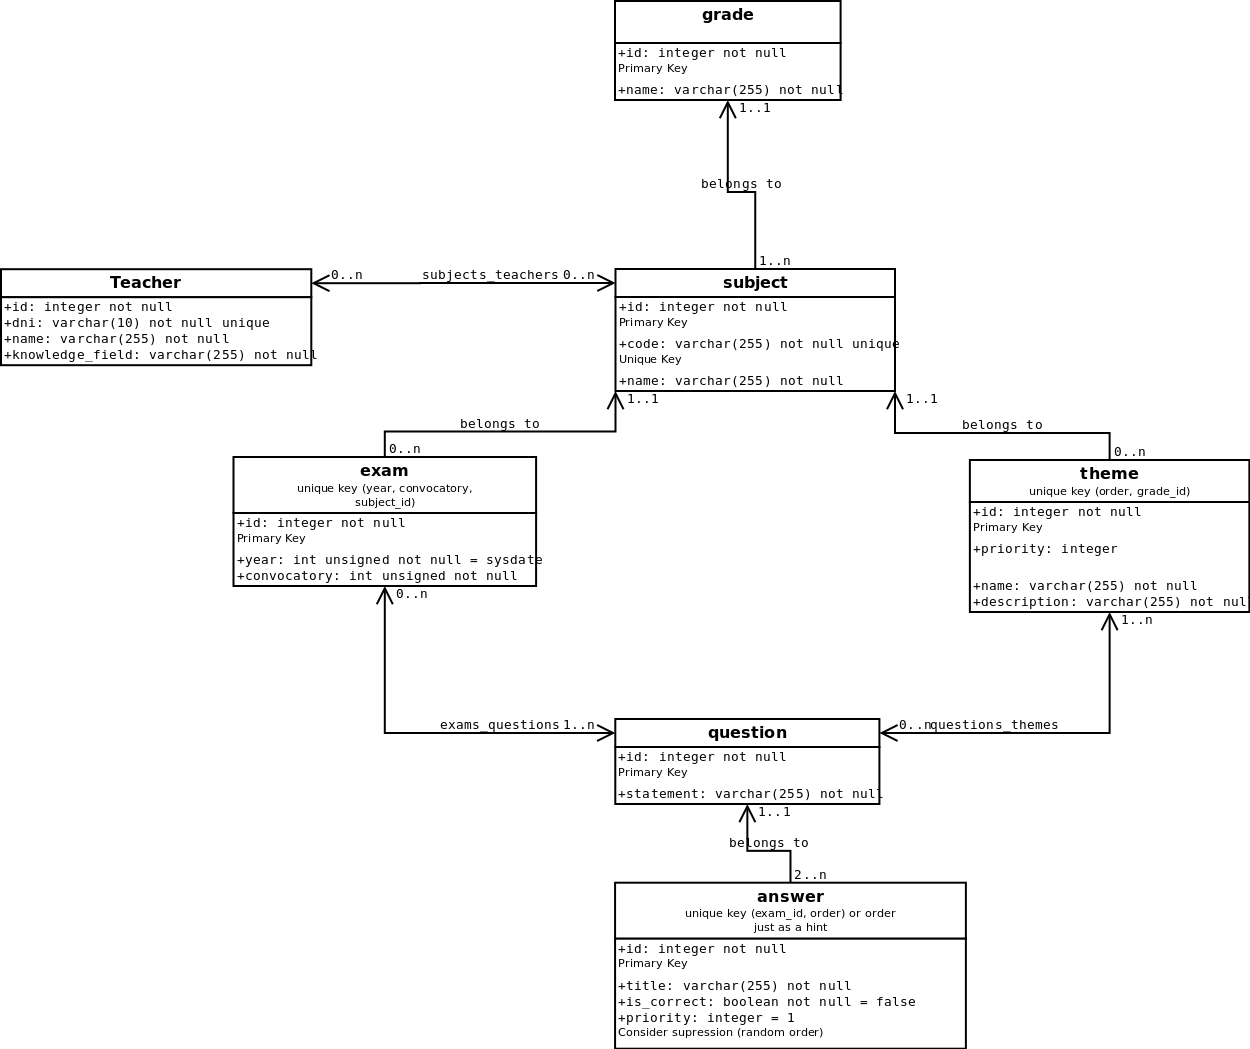 grade
+id: integer not null
Primary Key
+name: varchar(255) not null
1..1
belongs to
1..n
Teacher
+id: integer not null
+dni: varchar(10) not null unique
+name: varchar(255) not null
+knowledge_field: varchar(255) not null
0..n
subjects_teachers
0..n
subject
+id: integer not null
Primary Key
+code: varchar(255) not null unique
Unique Key
+name: varchar(255) not null
1..1
belongs to
0..n
1..1
belongs to
0..n
exam
unique key (year, convocatory,
subject_id)
+id: integer not null
Primary Key
+year: int unsigned not null = sysdate
+convocatory: int unsigned not null
0..n
theme
unique key (order, grade_id)
+id: integer not null
Primary Key
+priority: integer
+name: varchar(255) not null
+description: varchar(255) not null
1..n
exams_questions
1..n
question
+id: integer not null
Primary Key
+statement: varchar(255) not null
0..n
questions_themes
1..1
belongs to
2..n
answer
unique key (exam_id, order) or order
just as a hint
+id: integer not null
Primary Key
+title: varchar(255) not null
+is_correct: boolean not null = false
+priority: integer = 1
Consider supression (random order)